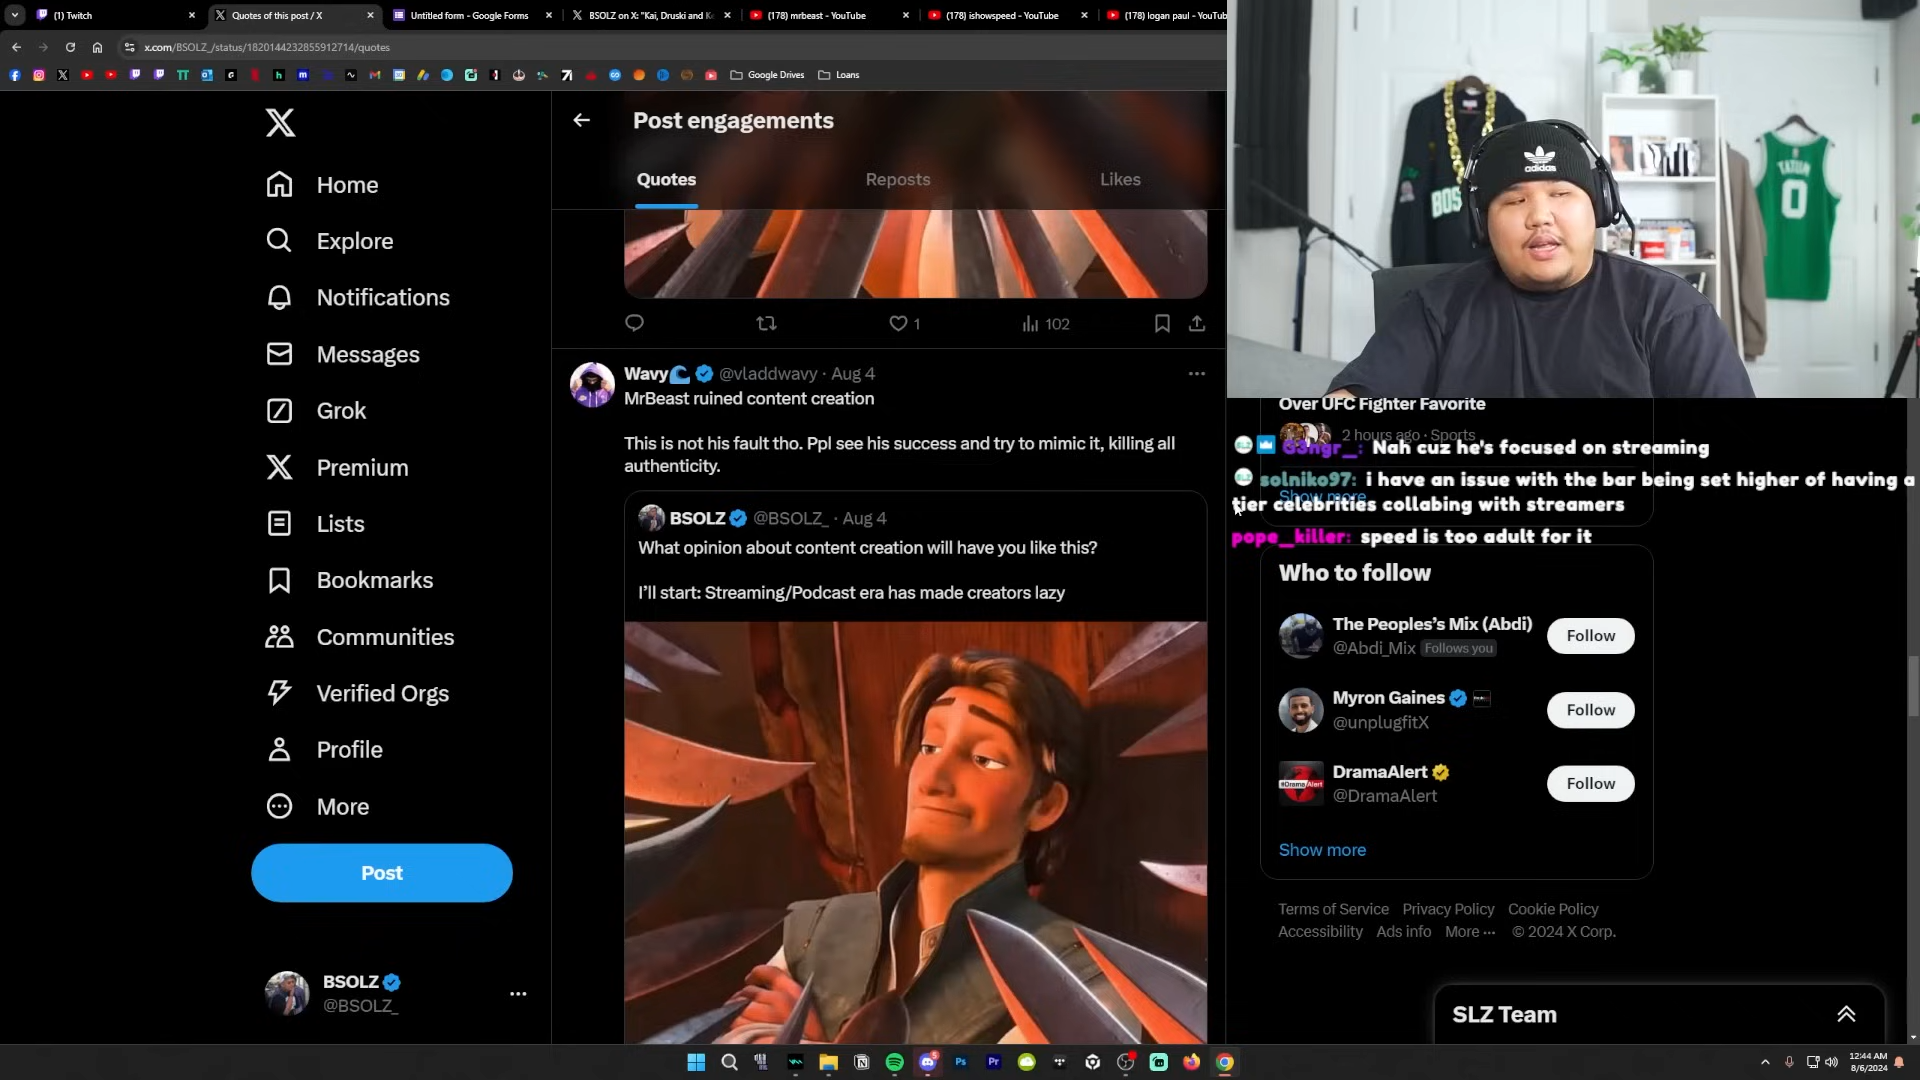 (1) Twitch
Quotes of this post / X
Untitled form - Google Forms
BSOLZ on X: "Kai, Druski and K
(178) mrbeast - YouTube
(178) ishowspeed - YouTube
(178) logan paul - YouTub
x.com/BSOLZ_/status/1820144232855912714/quotes
Google Drives
Loans
Home
Explore
Notifications
Messages
Grok
Premium
Lists
Bookmarks
Communities
Verified Orgs
Profile
More
Post
BSOLZ
@BSOLZ_
Post engagements
Quotes
Reposts
Likes
1
102
Wavy @vladdwavy · Aug 4
MrBeast ruined content creation
This is not his fault tho. Ppl see his success and try to mimic it, killing all
authenticity.
BSOLZ @BSOLZ_ · Aug 4
What opinion about content creation will have you like this?
I'll start: Streaming/Podcast era has made creators lazy
adidas
BOS
TATUM
0
Over UFC Fighter Favorite
2 hours ago · Sports
G3ngr_: Nah cuz he's focused on streaming
solniko97: i have an issue with the bar being set higher of having a
Show more
tier celebrities collabing with streamers
pope_killer: speed is too adult for it
Who to follow
The Peoples's Mix (Abdi)
@Abdi_Mix Follows you
Follow
Myron Gaines
@unplugfitX
Follow
DramaAlert
@DramaAlert
Follow
Show more
Terms of Service Privacy Policy Cookie Policy
Accessibility Ads info More ··· © 2024 X Corp.
SLZ Team
12:44 AM
8/6/2024